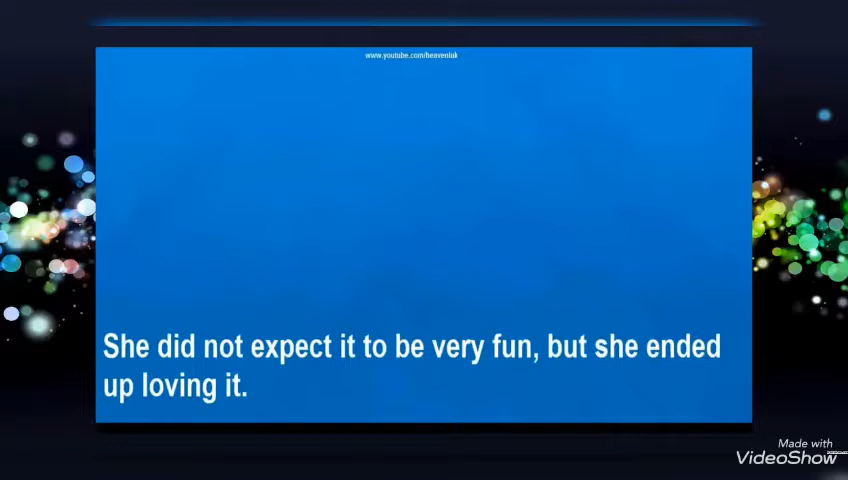 www.youtube.com/heavenluk
She did not expect it to be very fun, but she ended
up loving it.
Made with
VideoShow